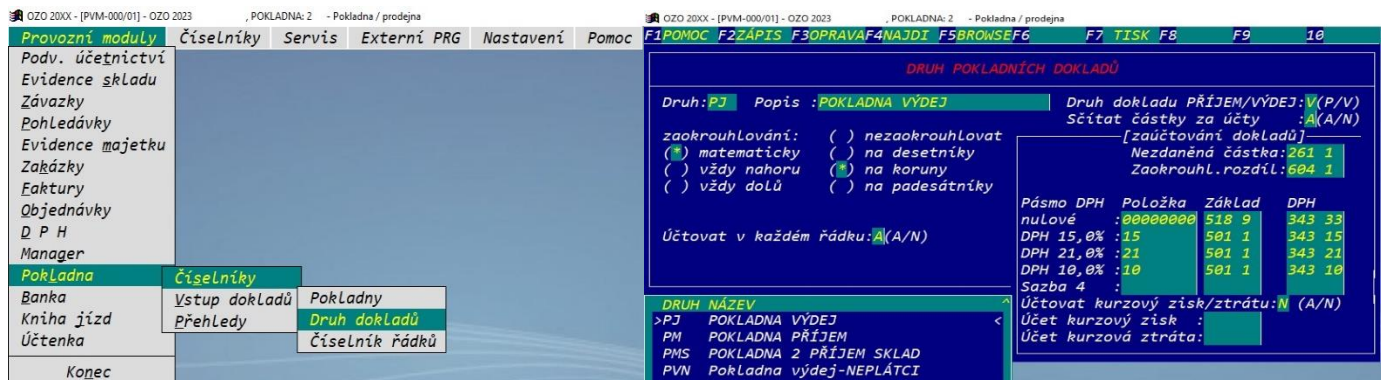 OZO 20XX - [PVM-000/01] - OZO 2023 , POKLADNA: 2 - Pokladna / prodejna
Provozní moduly Číselníky Servis Externí PRG Nastavení Pomoc
Podv. účetnictví
Evidence skladu
Závazky
Pohledávky
Evidence majetku
Zakázky
Faktury
Objednávky
D P H
Manager
Pokladna Číselníky
Banka Vstup dokladů Pokladny
Kniha jízd Přehledy Druh dokladů
Účtenka Číselník řádků
Konec
OZO 20XX - [PVM-000/01] - OZO 2023 , POKLADNA: 2 - Pokladna / prodejna
F1POMOC F2ZÁPIS F3OPRAVAF4NAJDI F5BROWSEF6 F7 TISK F8 F9 10
DRUH POKLADNÍCH DOKLADŮ
Druh:PJ Popis :POKLADNA VÝDEJ Druh dokladu PŘÍJEM/VÝDEJ:V(P/V)
Sčítat částky za účty :A(A/N)
zaokrouhlování: ( ) nezaokrouhlovat [zaúčtování dokladů]
(*) matematicky ( ) na desetníky Nezdaněná částka:261 1
( ) vždy nahoru (*) na koruny Zaokrouhl.rozdíl:604 1
( ) vždy dolů ( ) na padesátníky
Pásmo DPH Položka Základ DPH
nulové :00000000 518 9 343 33
Účtovat v každém řádku:A(A/N) DPH 15,0% :15 501 1 343 15
DPH 21,0% :21 501 1 343 21
DPH 10,0% :10 501 1 343 10
Sazba 4 :
DRUH NÁZEV ^ Účtovat kurzový zisk/ztrátu:N (A/N)
>PJ POKLADNA VÝDEJ < Účet kurzový zisk :
PM POKLADNA PŘÍJEM Účet kurzová ztráta:
PMS POKLADNA 2 PŘÍJEM SKLAD
PVN Pokladna výdej-NEPLÁTCI